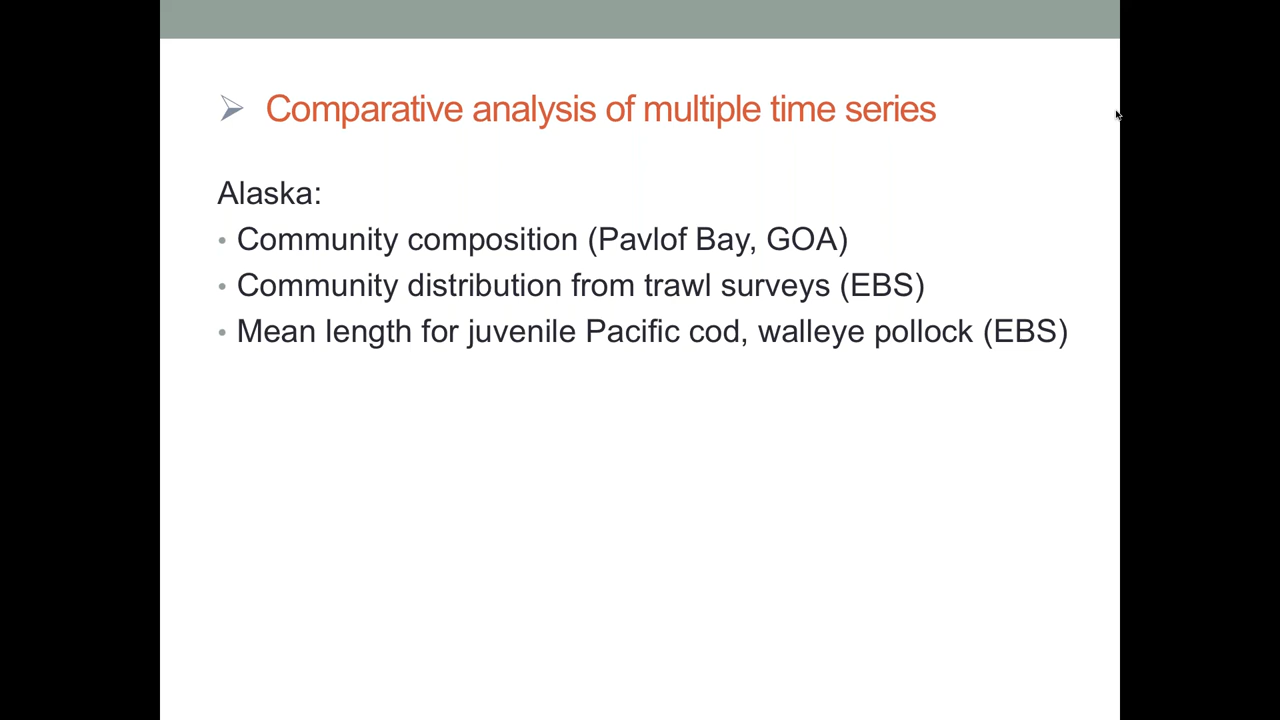 ➢ Comparative analysis of multiple time series
Alaska:
• Community composition (Pavlof Bay, GOA)
• Community distribution from trawl surveys (EBS)
• Mean length for juvenile Pacific cod, walleye pollock (EBS)